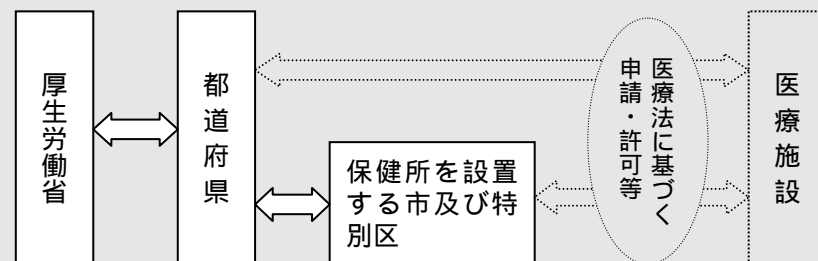 厚生労働省
都道府県
保健所を設置
する市及び特
別区
医療法に基づく
申請・許可等
医療施設